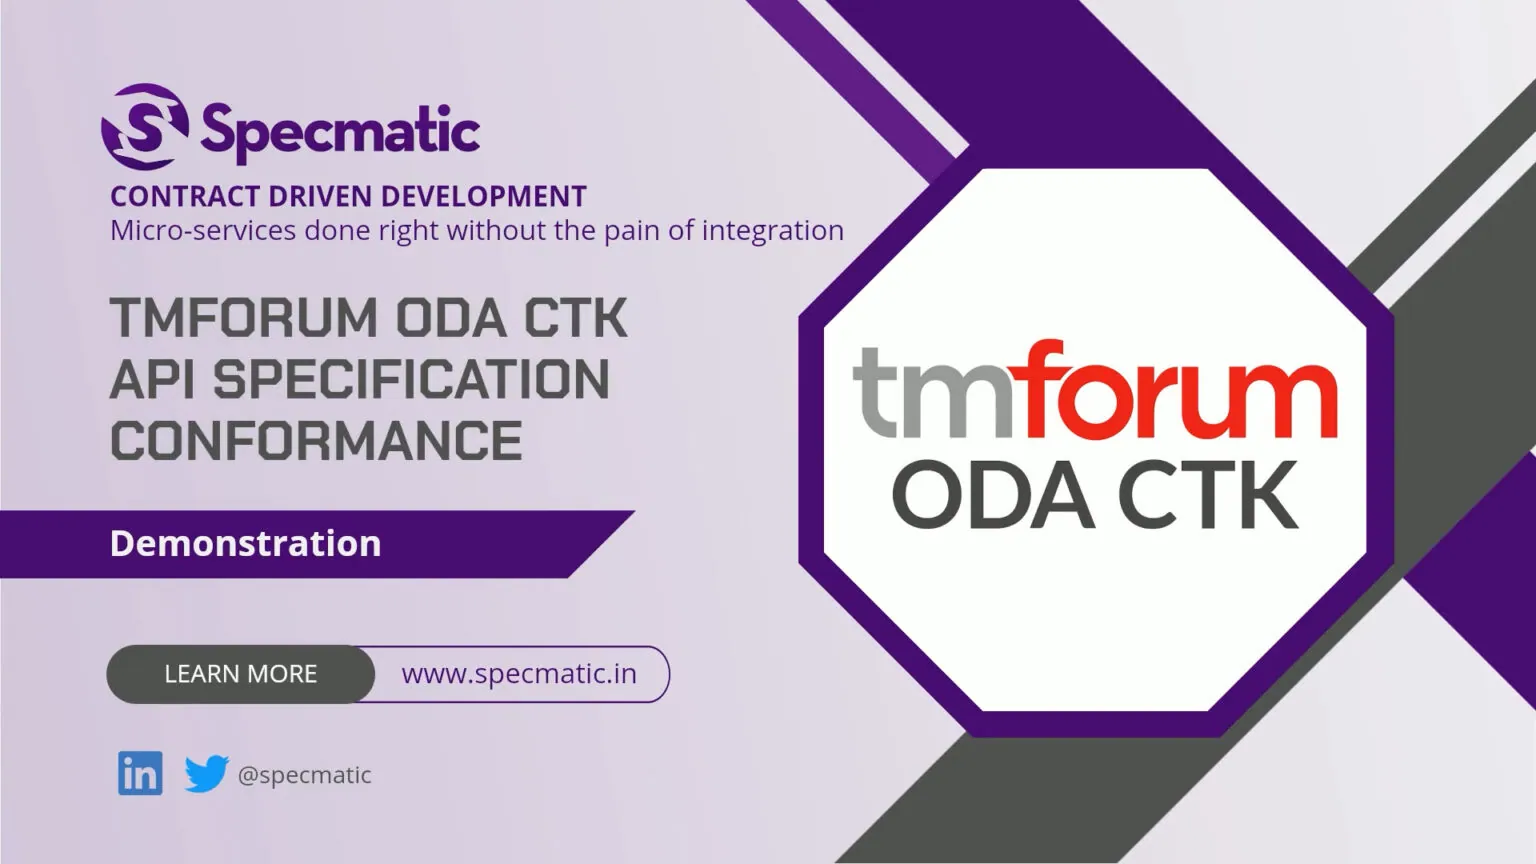 Specmatic
CONTRACT DRIVEN DEVELOPMENT
Micro-services done right without the pain of integration
TMFORUM ODA CTK
API SPECIFICATION
CONFORMANCE
Demonstration
LEARN MORE www.specmatic.in
in @specmatic
tmforum
ODA CTK